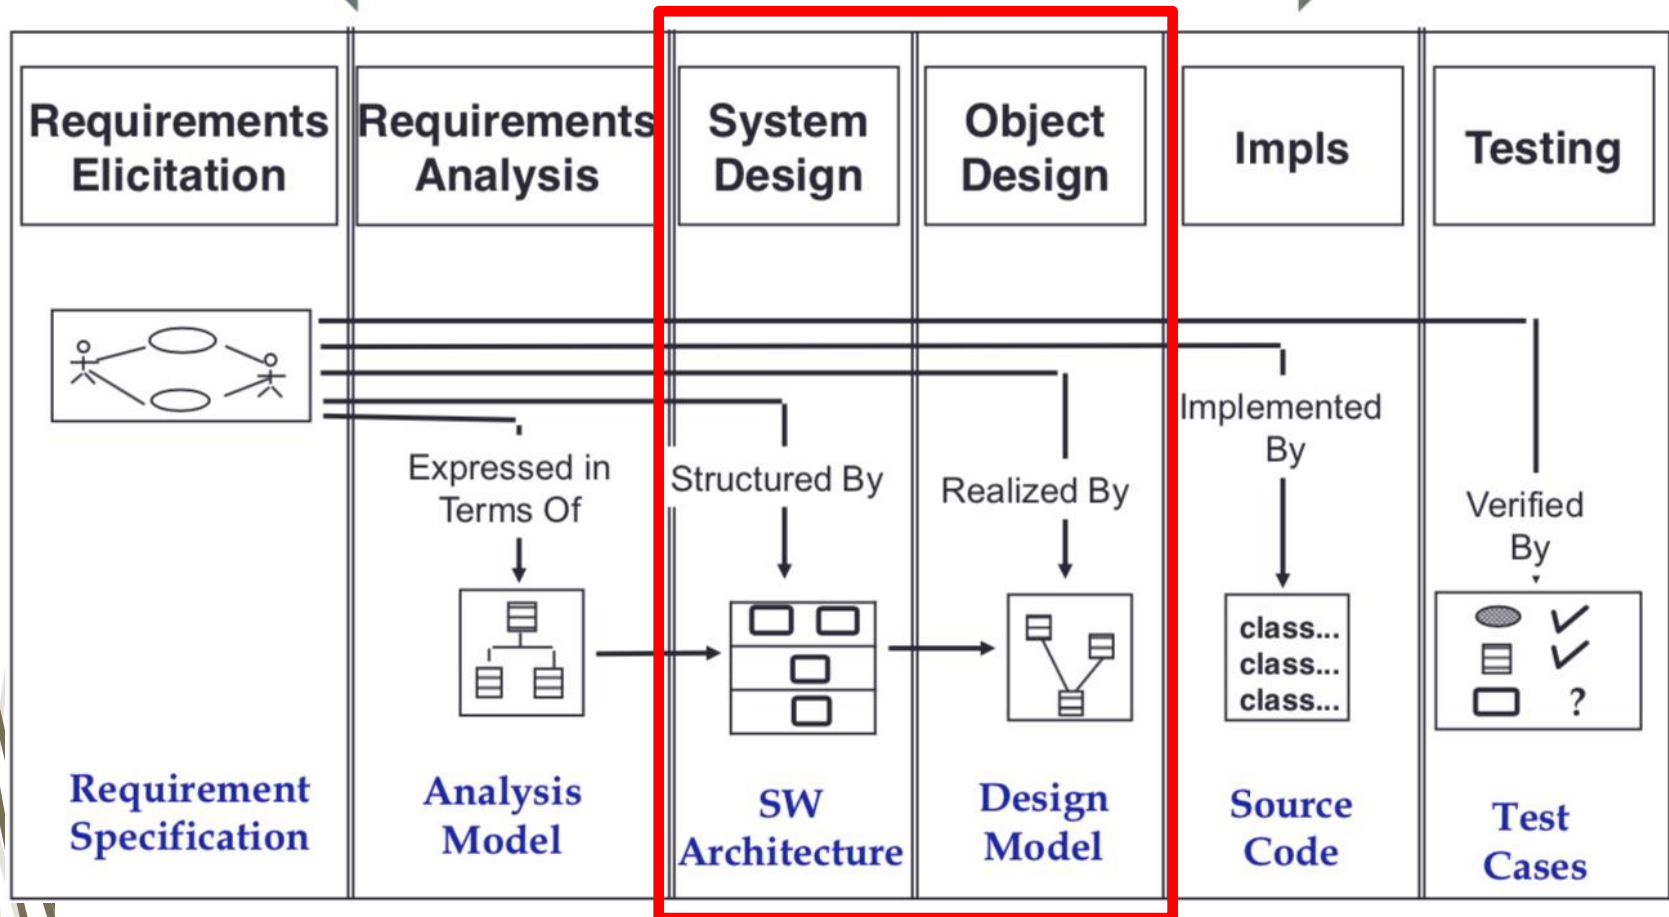 Requirements
Elicitation
Requirements
Analysis
System
Design
Object
Design
Impls
Testing
Expressed in
Terms Of
Structured By
Realized By
Implemented
By
Verified
By
class...
class...
class...
?
Requirement
Specification
Analysis
Model
SW
Architecture
Design
Model
Source
Code
Test
Cases